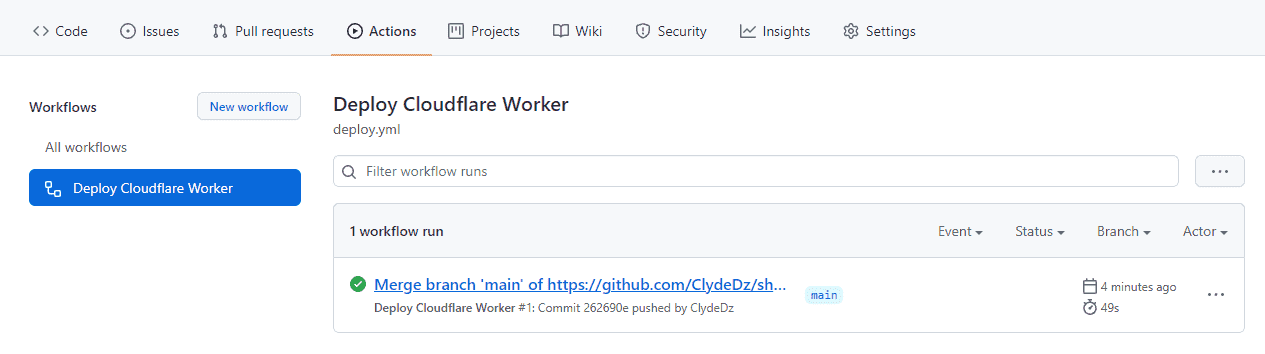 Code Issues Pull requests Actions Projects Wiki Security Insights Settings
Workflows
New workflow
All workflows
Deploy Cloudflare Worker
Deploy Cloudflare Worker
deploy.yml
Filter workflow runs
1 workflow run
Event Status Branch Actor
Merge branch 'main' of https://github.com/ClydeDz/sh...
Deploy Cloudflare Worker #1: Commit 262690e pushed by ClydeDz
main
4 minutes ago
49s